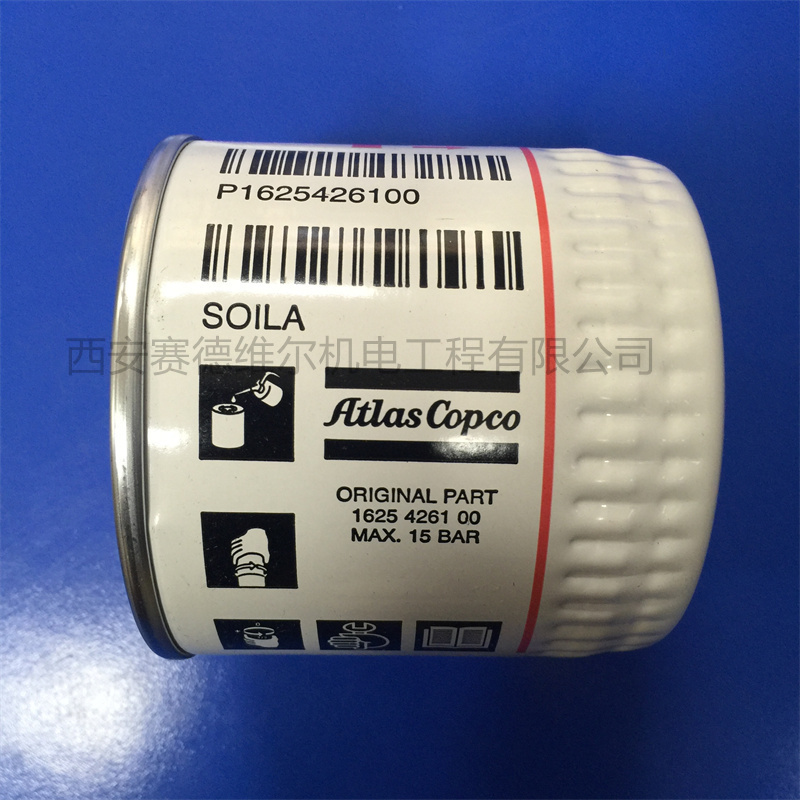 P1625426100
SOILA
西安赛德维尔机电工程有限公司
Atlas Copco
ORIGINAL PART
1625 4261 00
MAX. 15 BAR